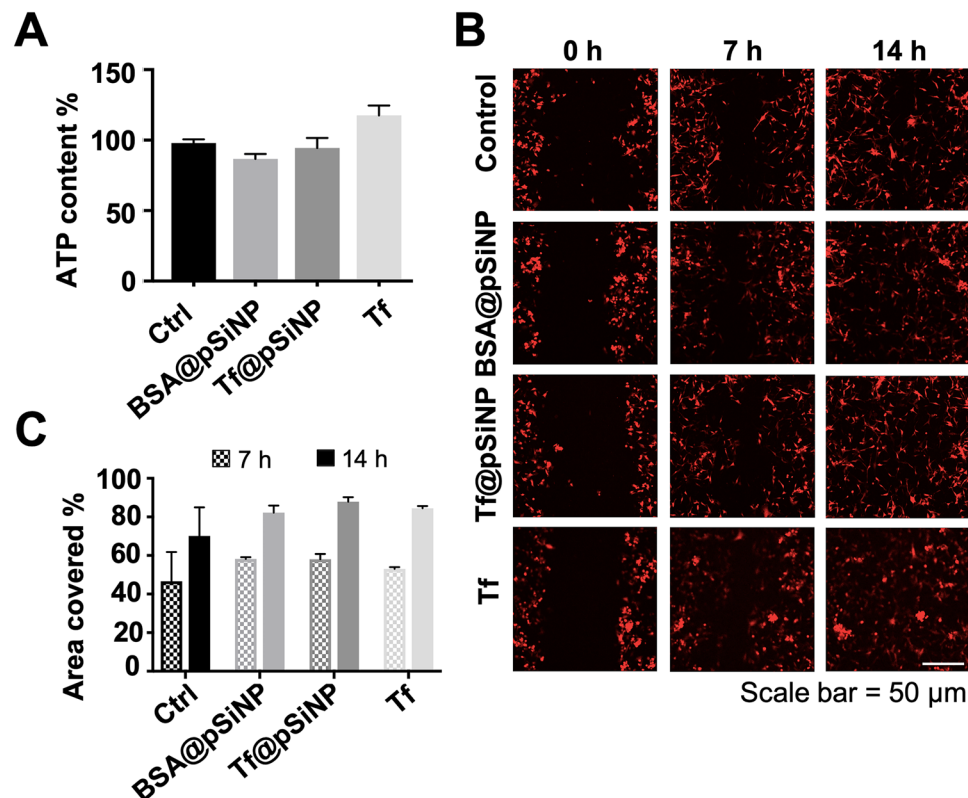 A
ATP content %
150
100
50
0
Ctrl
BSA@pSiNP
Tf@pSiNP
Tf
B
0 h
7 h
14 h
Control
BSA@pSiNP
Tf@pSiNP
Tf
Scale bar = 50 µm
C
7 h
14 h
Area covered %
100
80
60
40
20
0
Ctrl
BSA@pSiNP
Tf@pSiNP
Tf